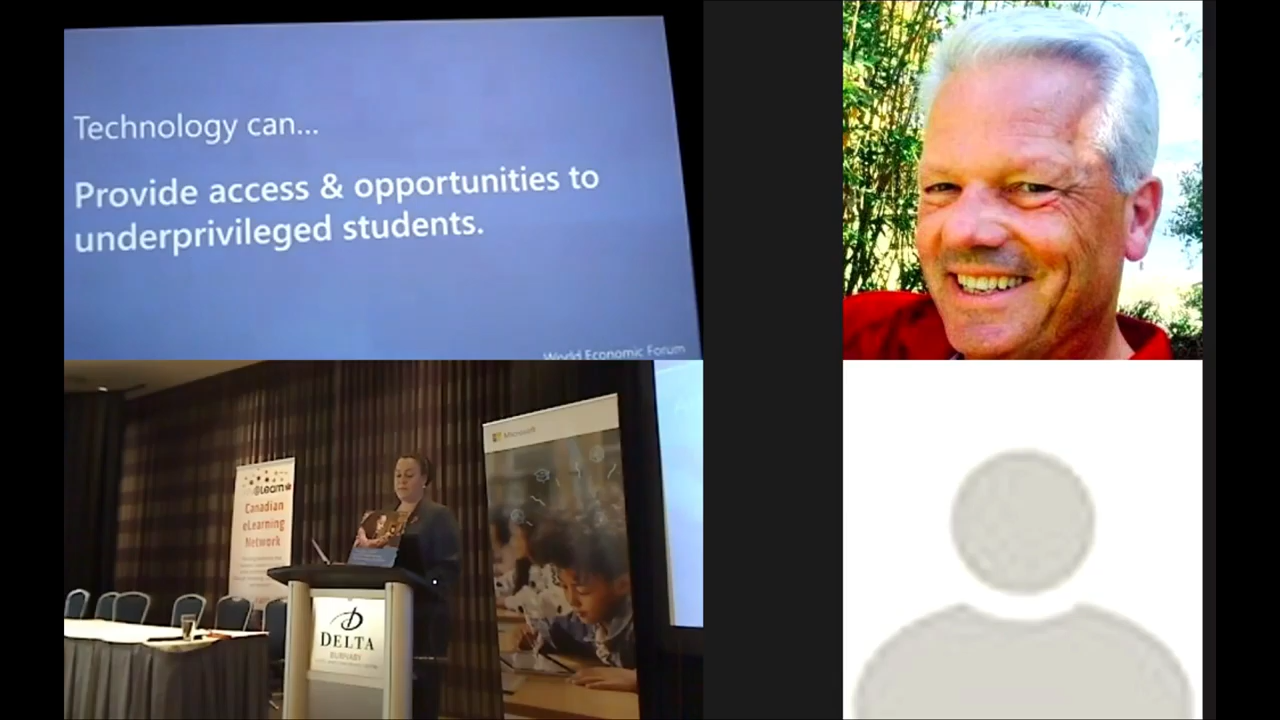 Technology can...
Provide access & opportunities to
underprivileged students.
World Economic Forum
@Learn
Canadian
eLearning
Network
Microsoft
DELTA
BURNABY